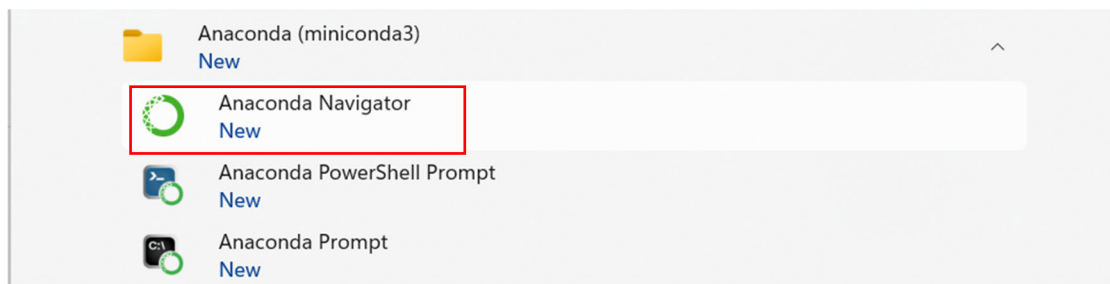 Anaconda (miniconda3)
New
Anaconda Navigator
New
Anaconda PowerShell Prompt
New
C:\
Anaconda Prompt
New